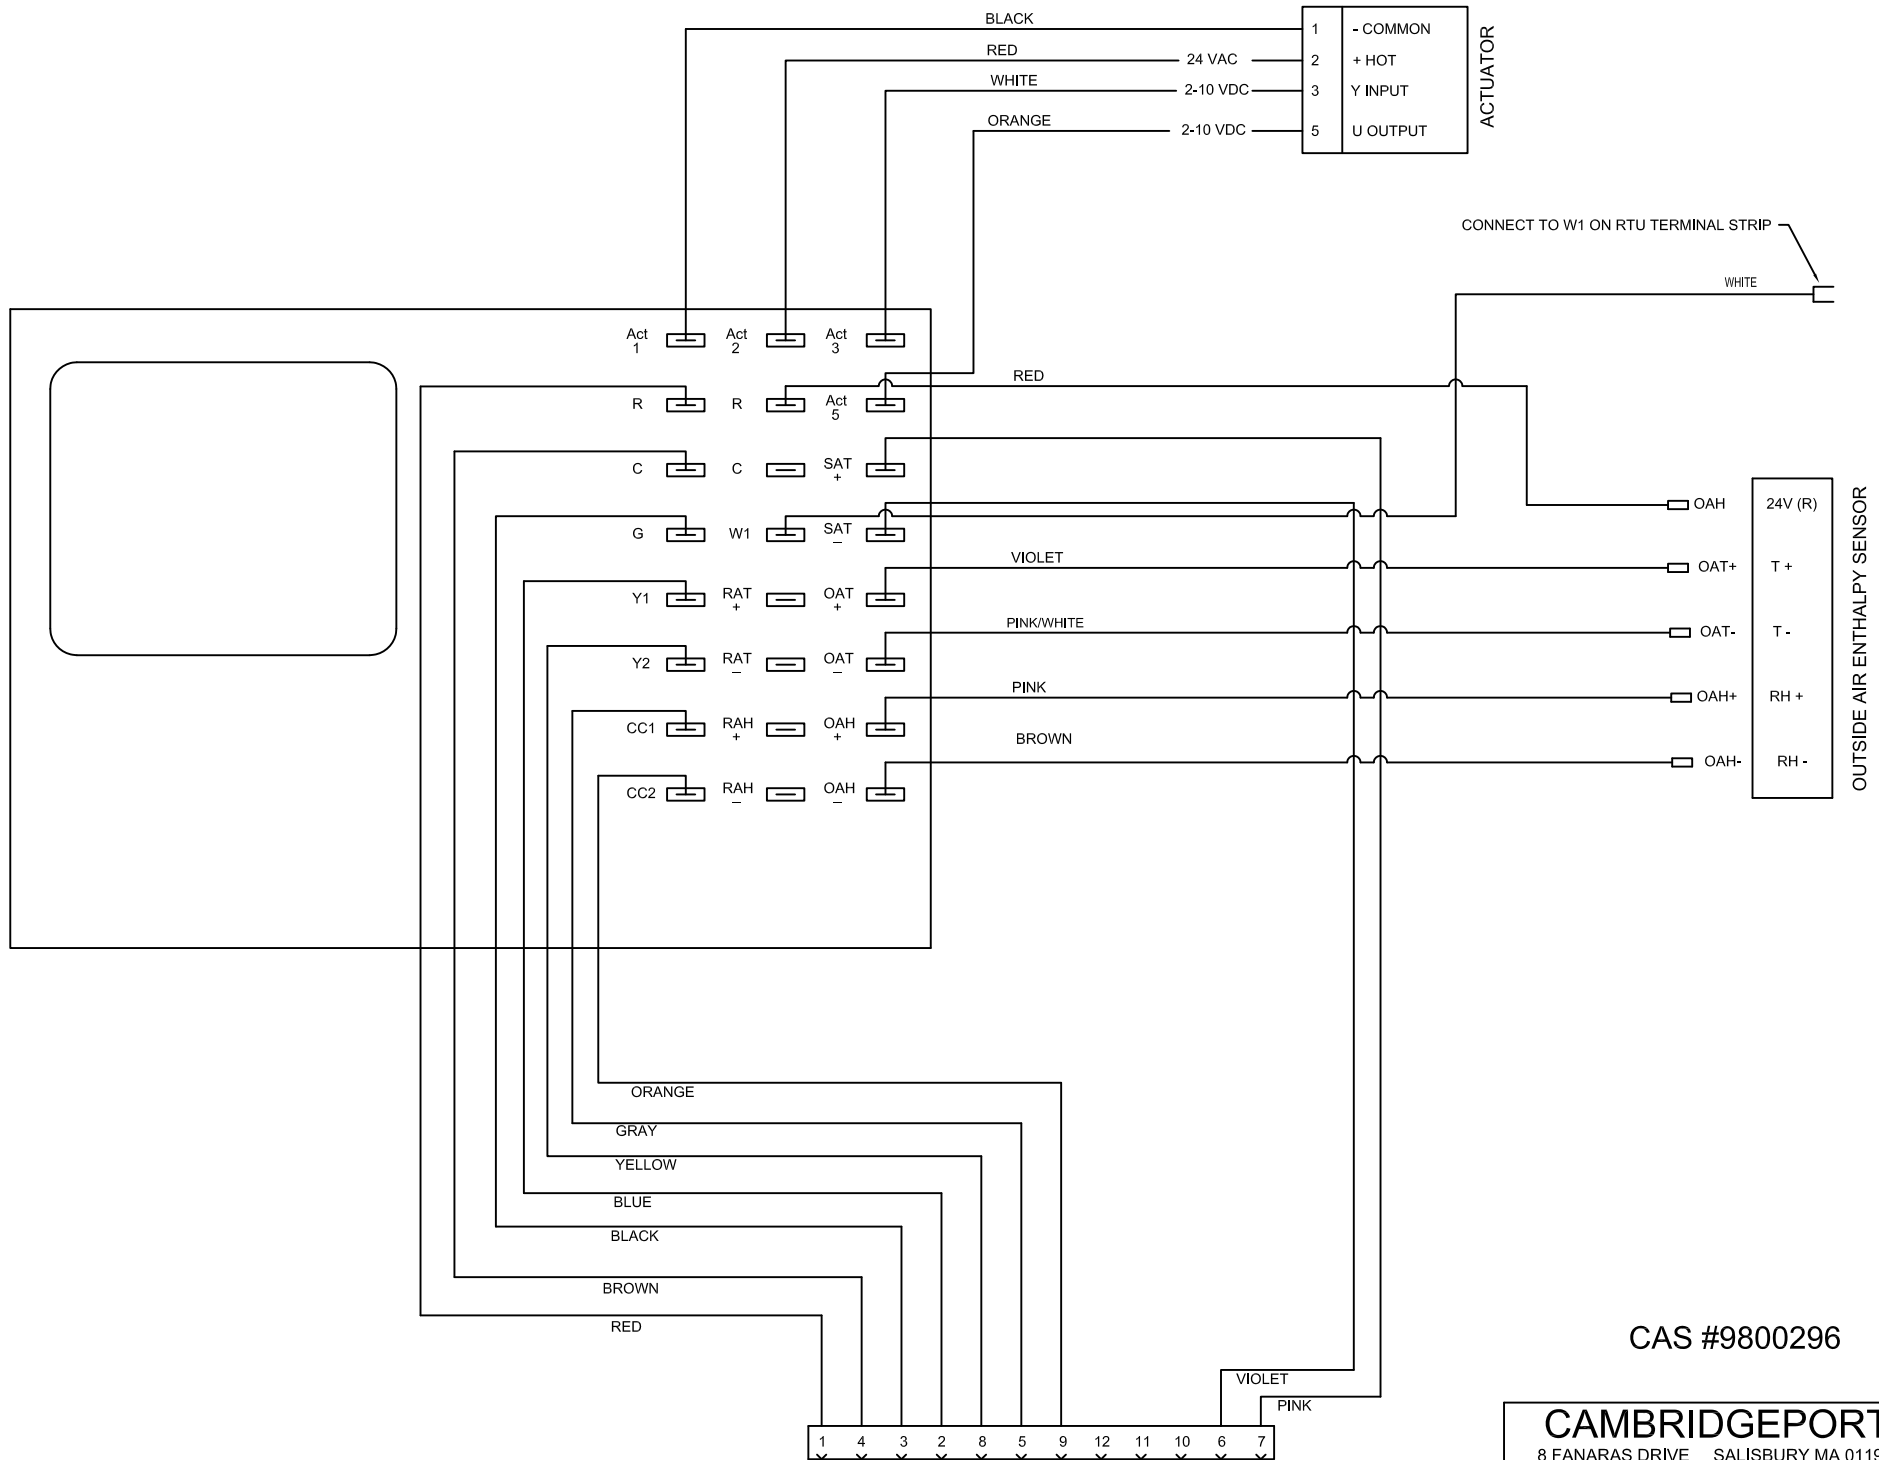 BLACK
1 - COMMON
RED 24 VAC 2 + HOT
WHITE 2-10 VDC 3 Y INPUT
ORANGE 2-10 VDC 5 U OUTPUT
ACTUATOR
CONNECT TO W1 ON RTU TERMINAL STRIP
WHITE
Act 1 Act 2 Act 3
RED
R R Act 5
C C SAT +
G W1 SAT –
OAH 24V (R)
VIOLET
OAT+ T +
Y1 RAT + OAT +
PINK/WHITE
OAT- T -
Y2 RAT – OAT –
PINK
OAH+ RH +
CC1 RAH + OAH +
BROWN
OAH- RH -
CC2 RAH – OAH –
OUTSIDE AIR ENTHALPY SENSOR
ORANGE
GRAY
YELLOW
BLUE
BLACK
BROWN
RED
VIOLET
PINK
1 4 3 2 8 5 9 12 11 10 6 7
CAS #9800296
CAMBRIDGEPORT
8 FANARAS DRIVE SALISBURY MA 0119